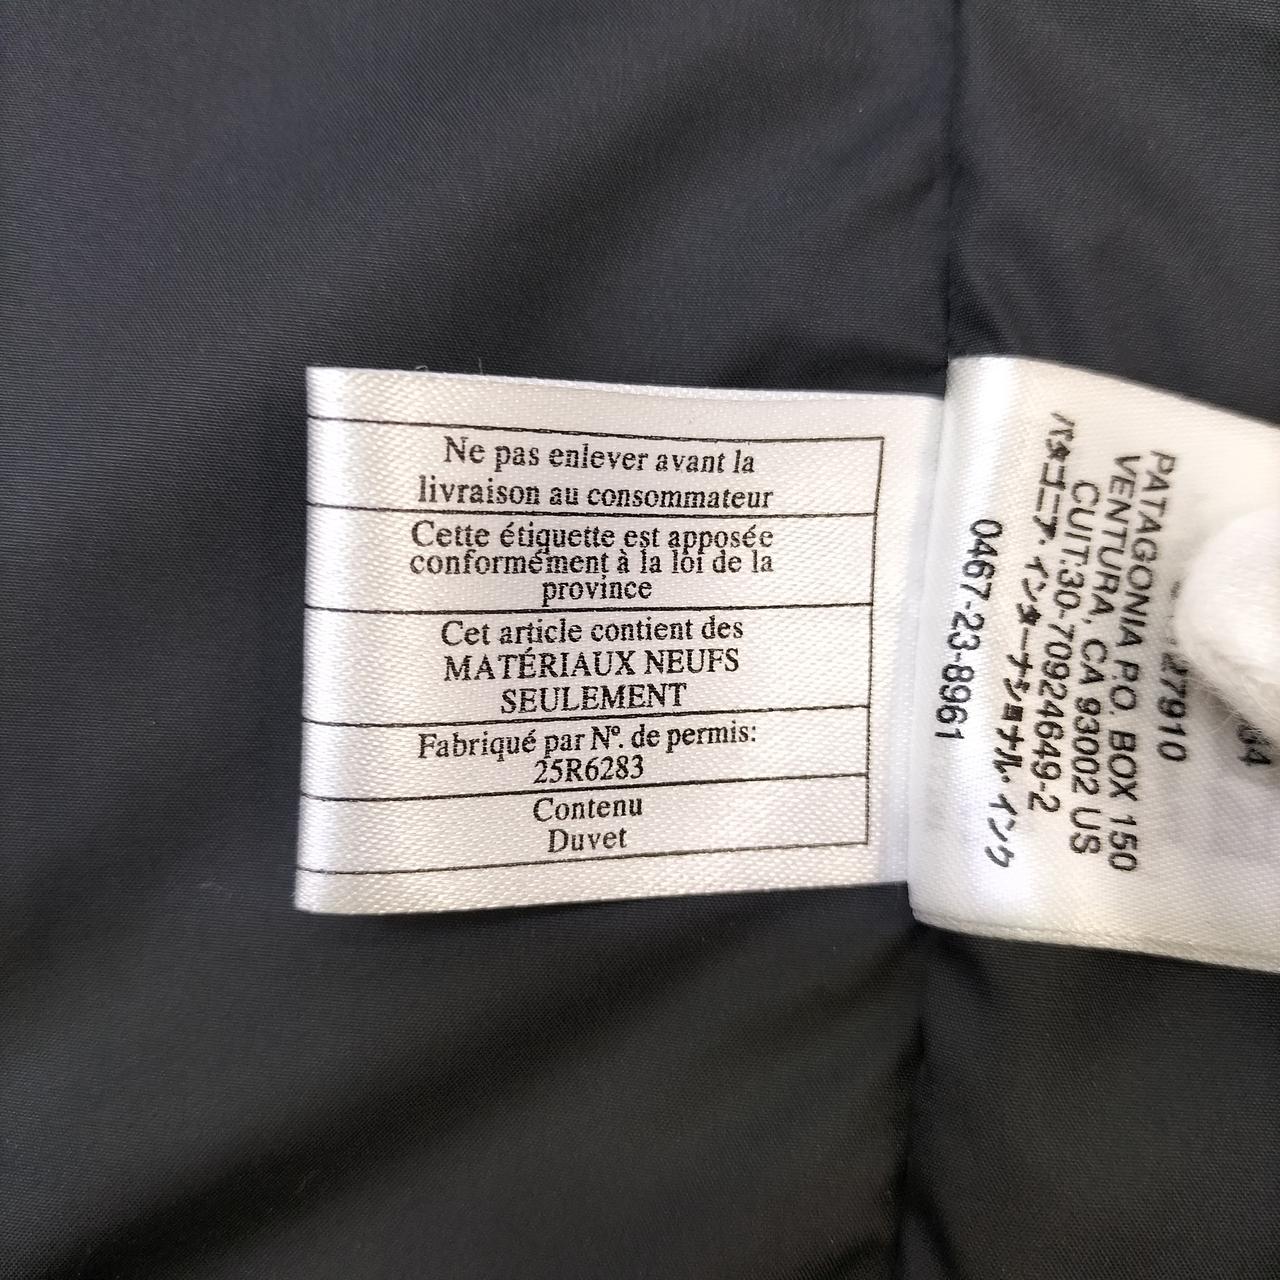 Ne pas enlever avant la
livraison au consommateur
Cette étiquette est apposée
conformément à la loi de la
province
Cet article contient des
MATÉRIAUX NEUFS
SEULEMENT
Fabriqué par Nº. de permis:
25R6283
Contenu
Duvet
27910
PATAGONIA P.O. BOX 150
VENTURA, CA 93002 US
CUIT:30-70924649-2
パタゴニア・インターナショナル・インク
0467-23-8961